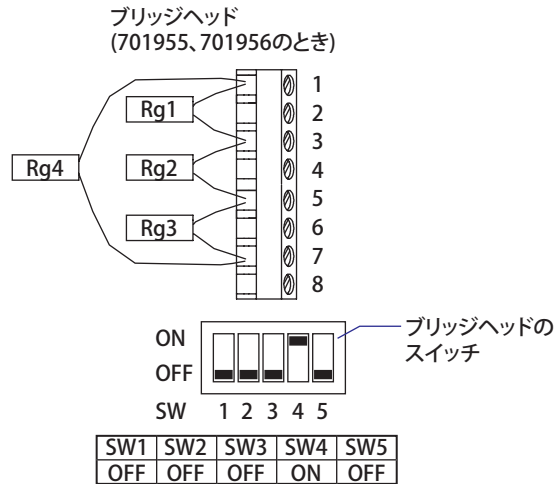 ブリッジヘッド
(701955、701956のとき)
1
Rg1
2
3
Rg4
Rg2
4
5
Rg3
6
7
8
ON
OFF
ブリッジヘッドの
スイッチ
SW 1 2 3 4 5
SW1 SW2 SW3 SW4 SW5
OFF OFF OFF ON OFF